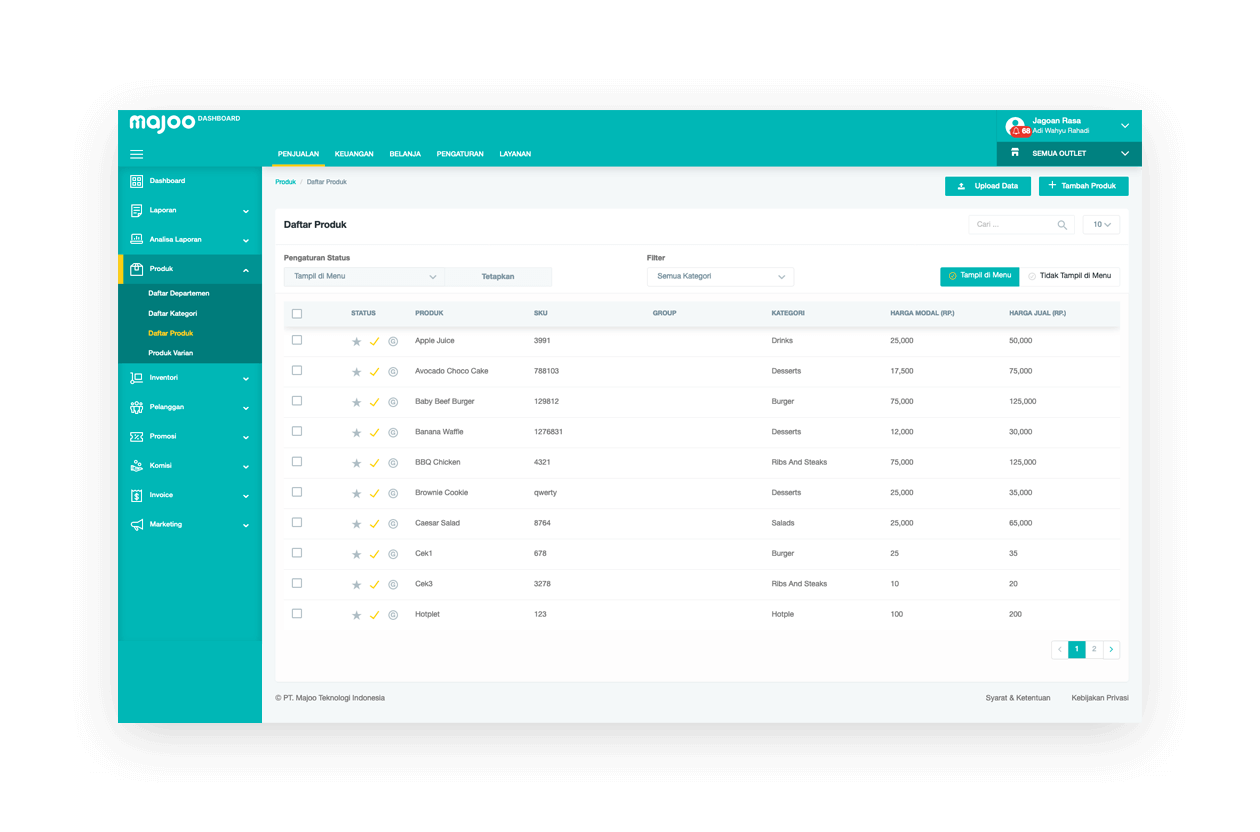 majoo DASHBOARD
Jagoan Rasa
68 Adi Wahyu Rahadi
PENJUALAN KEUANGAN BELANJA PENGATURAN LAYANAN
SEMUA OUTLET
Dashboard
Laporan
Analisa Laporan
Produk
Daftar Departemen
Daftar Kategori
Daftar Produk
Produk Varian
Inventori
Pelanggan
Promosi
Komisi
Invoice
Marketing
Produk / Daftar Produk
Upload Data
+ Tambah Produk
Daftar Produk
Cari ...
10
Pengaturan Status
Filter
Tampil di Menu
Tetapkan
Semua Kategori
Tampil di Menu
Tidak Tampil di Menu
STATUS PRODUK SKU GROUP KATEGORI HARGA MODAL (RP.) HARGA JUAL (RP.)
Apple Juice 3991 Drinks 25,000 50,000
Avocado Choco Cake 788103 Desserts 17,500 75,000
Baby Beef Burger 129812 Burger 75,000 125,000
Banana Waffle 1276831 Desserts 12,000 30,000
BBQ Chicken 4321 Ribs And Steaks 75,000 125,000
Brownie Cookie qwerty Desserts 25,000 35,000
Caesar Salad 8764 Salads 25,000 65,000
Cek1 678 Burger 25 35
Cek3 3278 Ribs And Steaks 10 20
Hotplet 123 Hotple 100 200
< 1 2 >
© PT. Majoo Teknologi Indonesia
Syarat & Ketentuan
Kebijakan Privasi